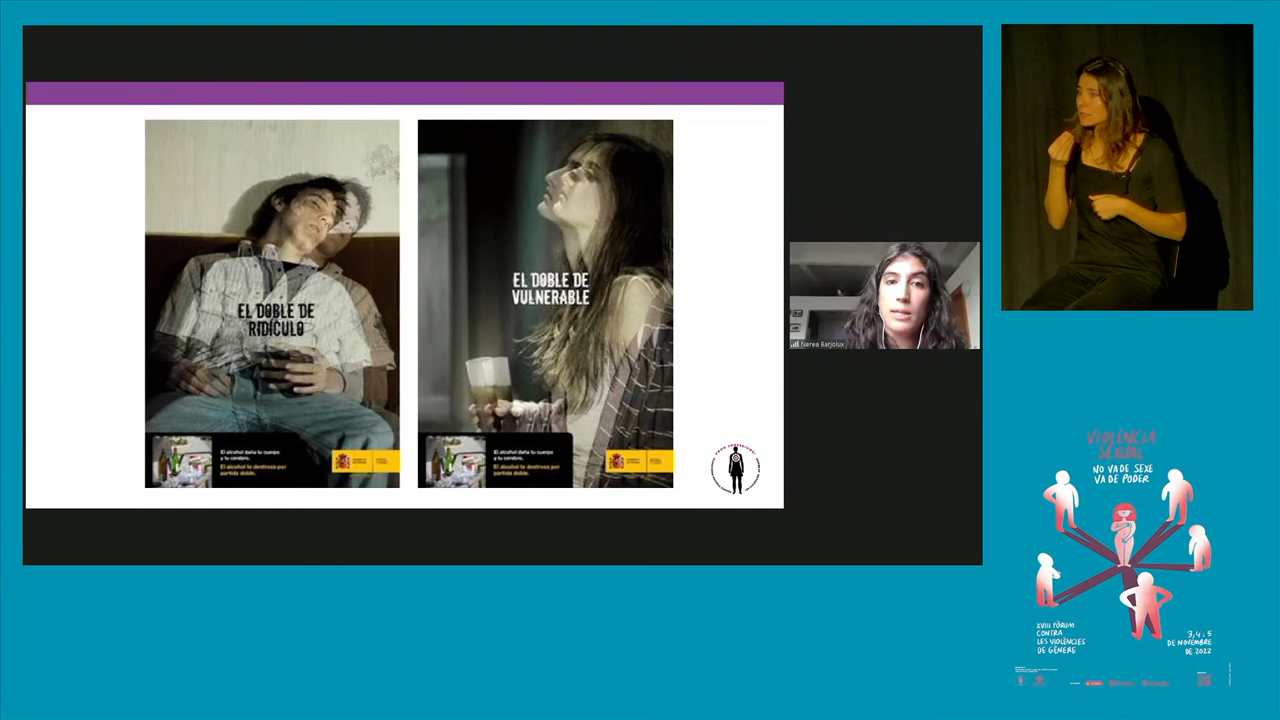 EL DOBLE DE
RIDÍCULO
El alcohol daña tu cuerpo
y tu cerebro.
El alcohol te destroza por
partida doble.
EL DOBLE DE
VULNERABLE
El alcohol daña tu cuerpo
y tu cerebro.
El alcohol te destroza por
partida doble.
Nerea Barjolux
VIOLÈNCIA
SEXUAL
NO VA DE SEXE
VA DE PODER
XVIII FÒRUM
CONTRA
LES VIOLÈNCIES
DE GÈNERE
3, 4 i 5
DE NOVEMBRE
DE 2022